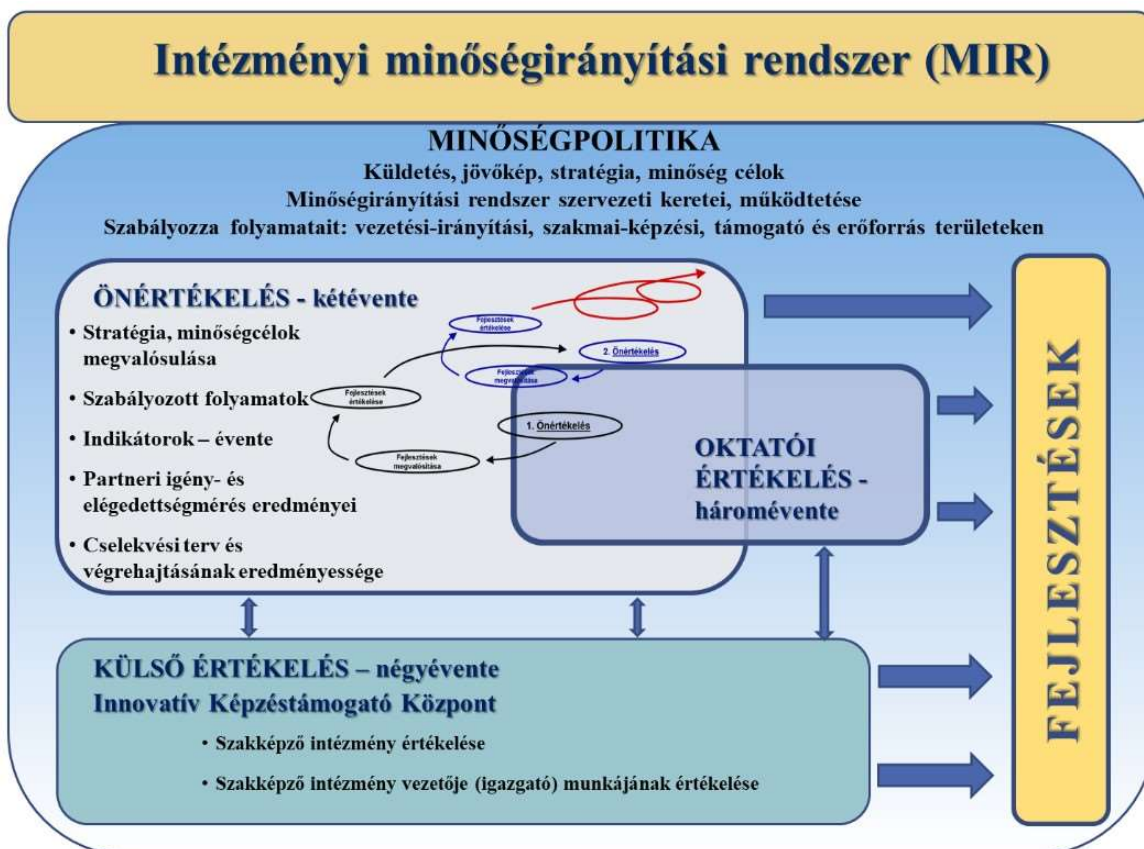 Intézményi minőségirányítási rendszer (MIR)
MINŐSÉGPOLITIKA
Küldetés, jövőkép, stratégia, minőség célok
Minőségirányítási rendszer szervezeti keretei, működtetése
Szabályozza folyamatait: vezetési-irányítási, szakmai-képzési, támogató és erőforrás területeken
ÖNÉRTÉKELÉS - kétévente
• Stratégia, minőségcélok
megvalósulása
• Szabályozott folyamatok
• Indikátorok – évente
• Partneri igény- és
elégedettségmérés eredményei
• Cselekvési terv és
végrehajtásának eredményessége
Fejlesztések
értékelése
2. Önértékelés
Fejlesztések
megvalósítása
Fejlesztések
értékelése
1. Önértékelés
Fejlesztések
megvalósítása
OKTATÓI
ÉRTÉKELÉS -
háromévente
KÜLSŐ ÉRTÉKELÉS – négyévente
Innovatív Képzéstámogató Központ
• Szakképző intézmény értékelése
• Szakképző intézmény vezetője (igazgató) munkájának értékelése
FEJLESZTÉSEK